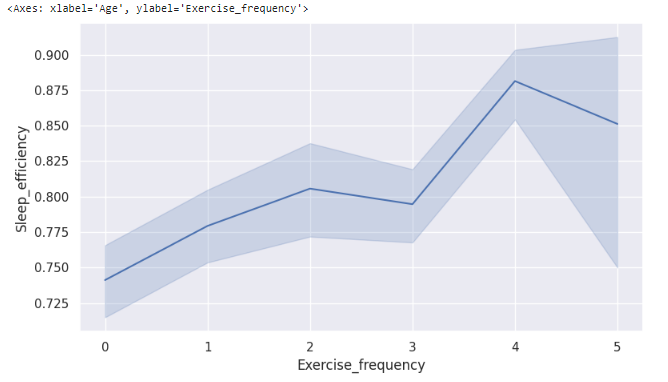 <Axes: xlabel='Age', ylabel='Exercise_frequency'>
0.900
0.875
0.850
0.825
0.800
0.775
0.750
0.725
Sleep_efficiency
0 1 2 3 4 5
Exercise_frequency